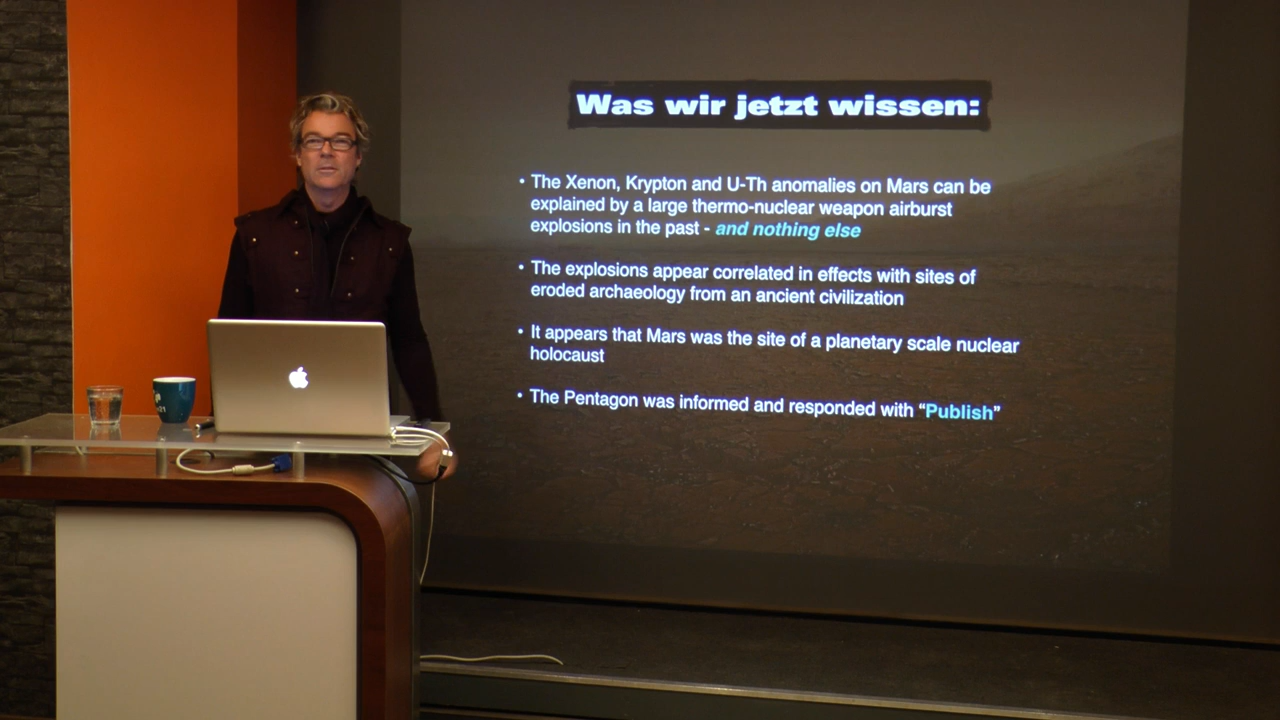 Was wir jetzt wissen:
• The Xenon, Krypton and U-Th anomalies on Mars can be
explained by a large thermo-nuclear weapon airburst
explosions in the past - and nothing else
• The explosions appear correlated in effects with sites of
eroded archaeology from an ancient civilization
• It appears that Mars was the site of a planetary scale nuclear
holocaust
• The Pentagon was informed and responded with “Publish”